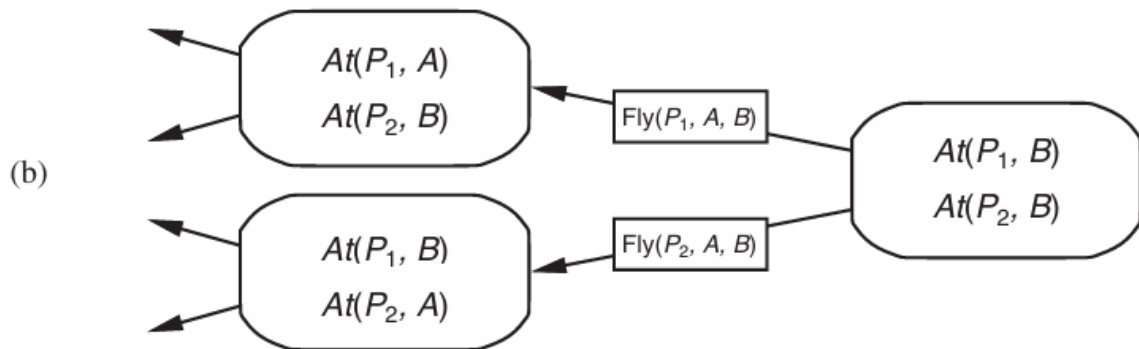 (b)
At(P₁, A)
At(P₂, B)
Fly(P₁, A, B)
At(P₁, B)
At(P₂, B)
At(P₁, B)
At(P₂, A)
Fly(P₂, A, B)